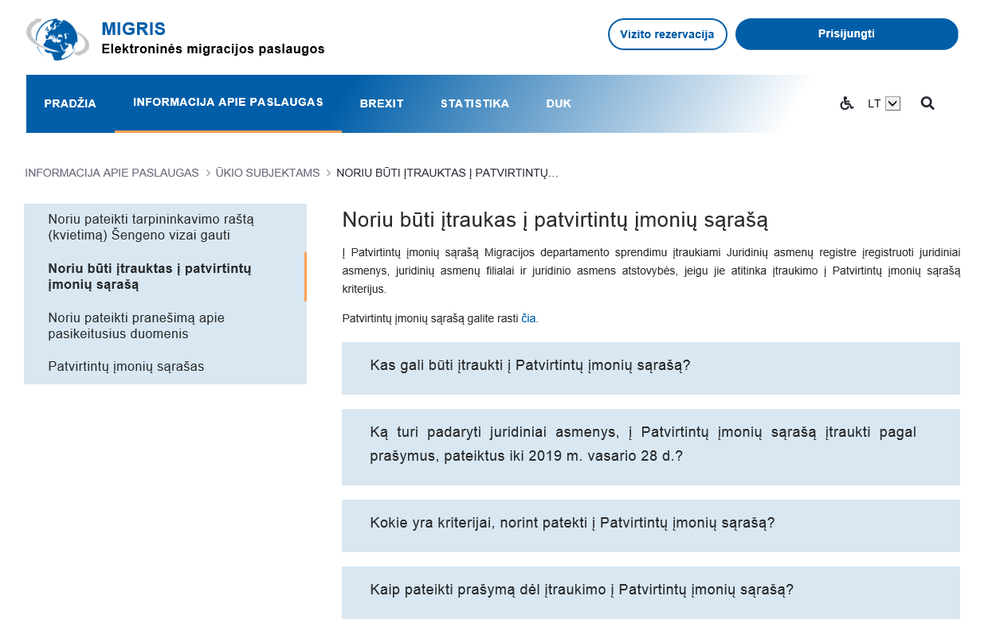 MIGRIS
Elektroninės migracijos paslaugos
Vizito rezervacija
Prisijungti
PRADŽIA
INFORMACIJA APIE PASLAUGAS
BREXIT
STATISTIKA
DUK
LT
INFORMACIJA APIE PASLAUGAS > ŪKIO SUBJEKTAMS > NORIU BŪTI ĮTRAUKTAS Į PATVIRTINTŲ...
Noriu pateikti tarpininkavimo raštą
(kvietimą) Šengeno vizai gauti
Noriu būti įtrauktas į patvirtintų
įmonių sąrašą
Noriu pateikti pranešimą apie
pasikeitusius duomenis
Patvirtintų įmonių sąrašas
Noriu būti įtraukas į patvirtintų įmonių sąrašą
Į Patvirtintų įmonių sąrašą Migracijos departamento sprendimu įtraukiami Juridinių asmenų registre įregistruoti juridiniai
asmenys, juridinių asmenų filialai ir juridinio asmens atstovybės, jeigu jie atitinka įtraukimo į Patvirtintų įmonių sąrašą
kriterijus.
Patvirtintų įmonių sąrašą galite rasti čia.
Kas gali būti įtraukti į Patvirtintų įmonių sąrašą?
Ką turi padaryti juridiniai asmenys, į Patvirtintų įmonių sąrašą įtraukti pagal
prašymus, pateiktus iki 2019 m. vasario 28 d.?
Kokie yra kriterijai, norint patekti į Patvirtintų įmonių sąrašą?
Kaip pateikti prašymą dėl įtraukimo į Patvirtintų įmonių sąrašą?